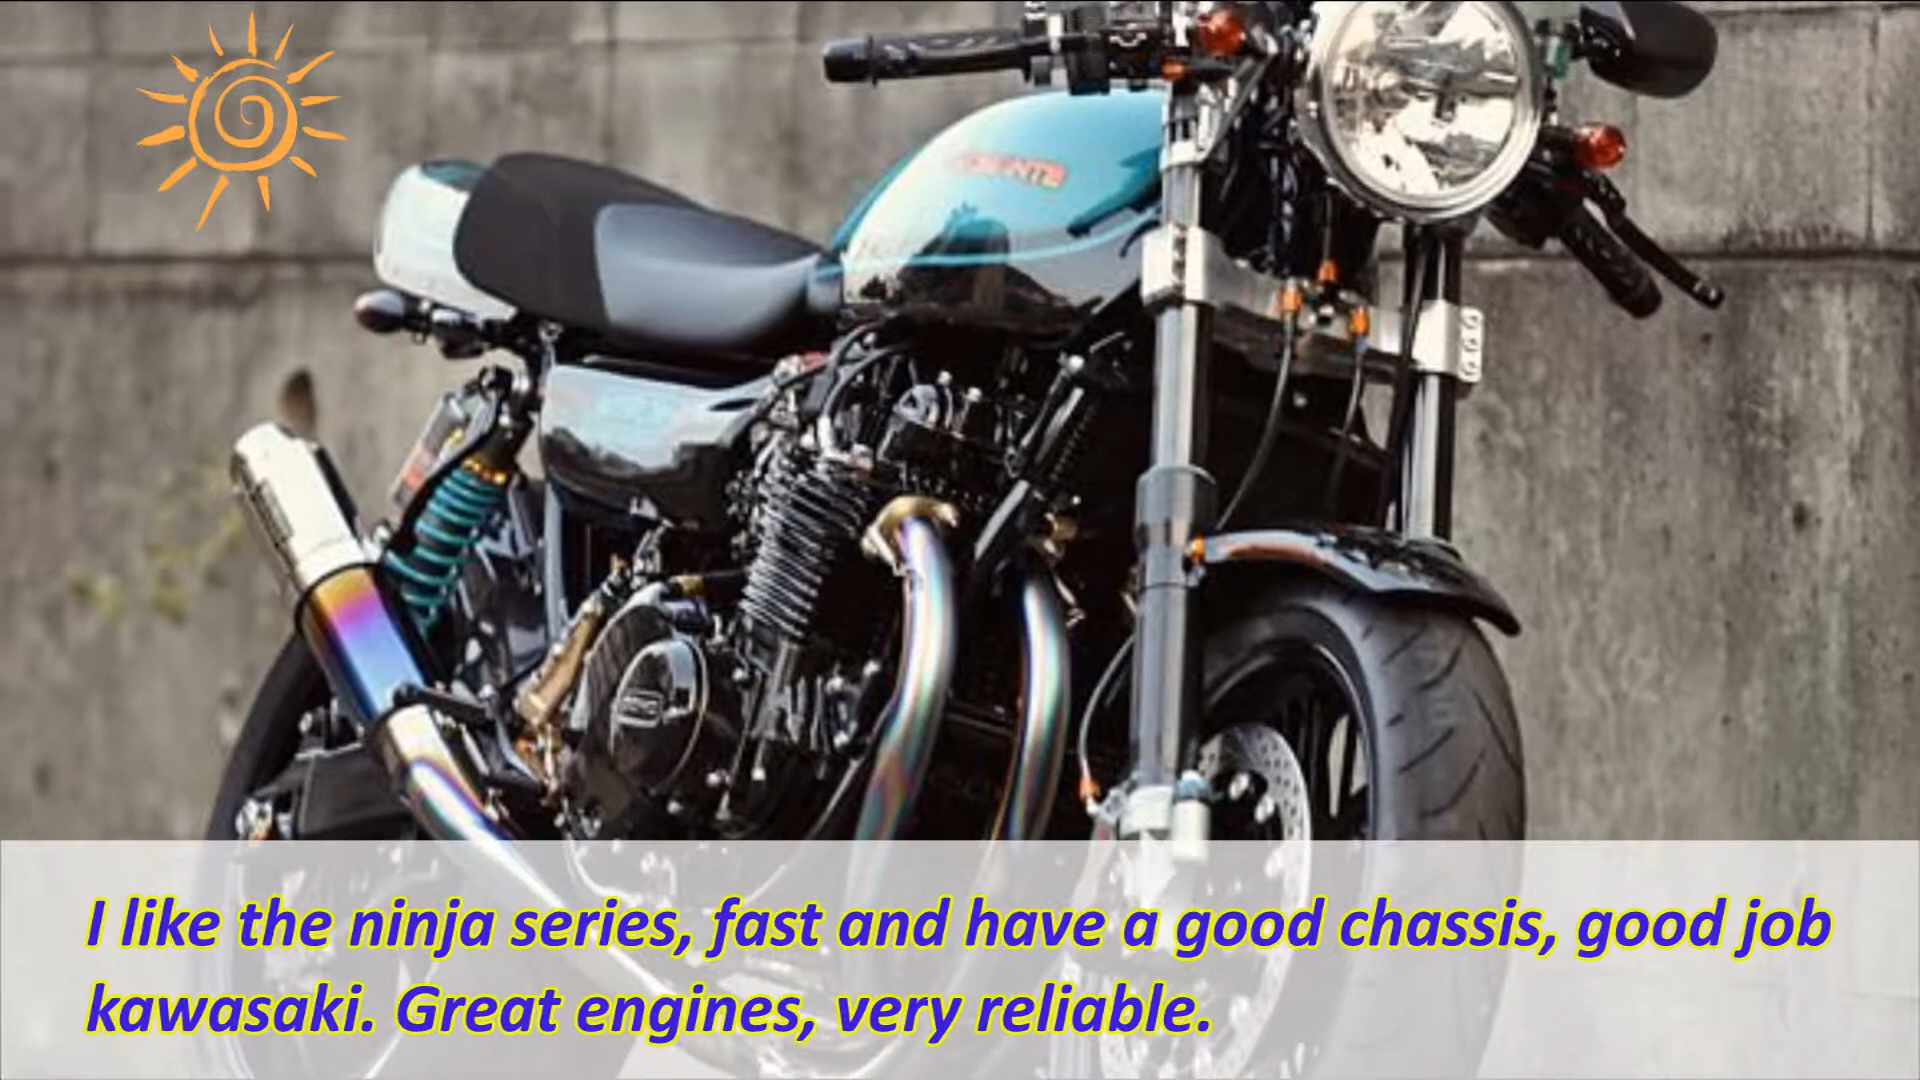 I like the ninja series, fast and have a good chassis, good job
kawasaki. Great engines, very reliable.